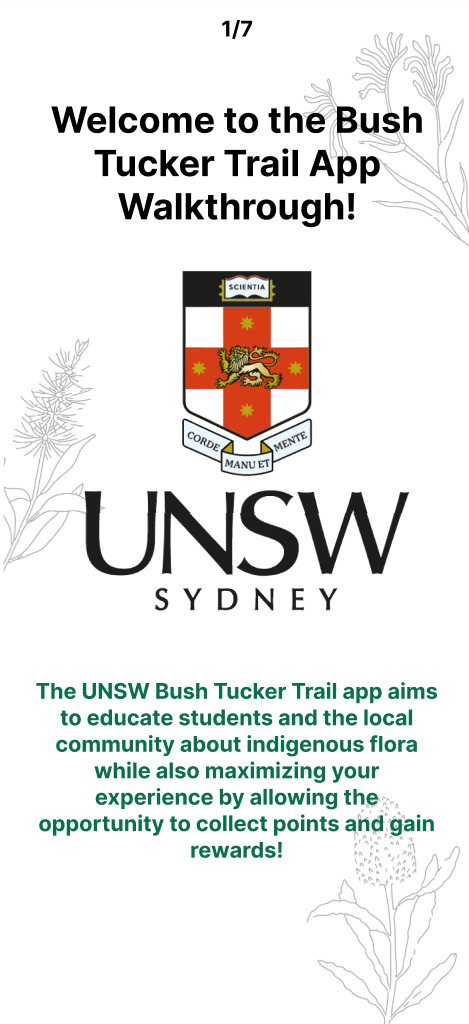 1/7
Welcome to the Bush
Tucker Trail App
Walkthrough!
SCIENTIA
CORDE
MANU ET
MENTE
UNSW
SYDNEY
The UNSW Bush Tucker Trail app aims
to educate students and the local
community about indigenous flora
while also maximizing your
experience by allowing the
opportunity to collect points and gain
rewards!